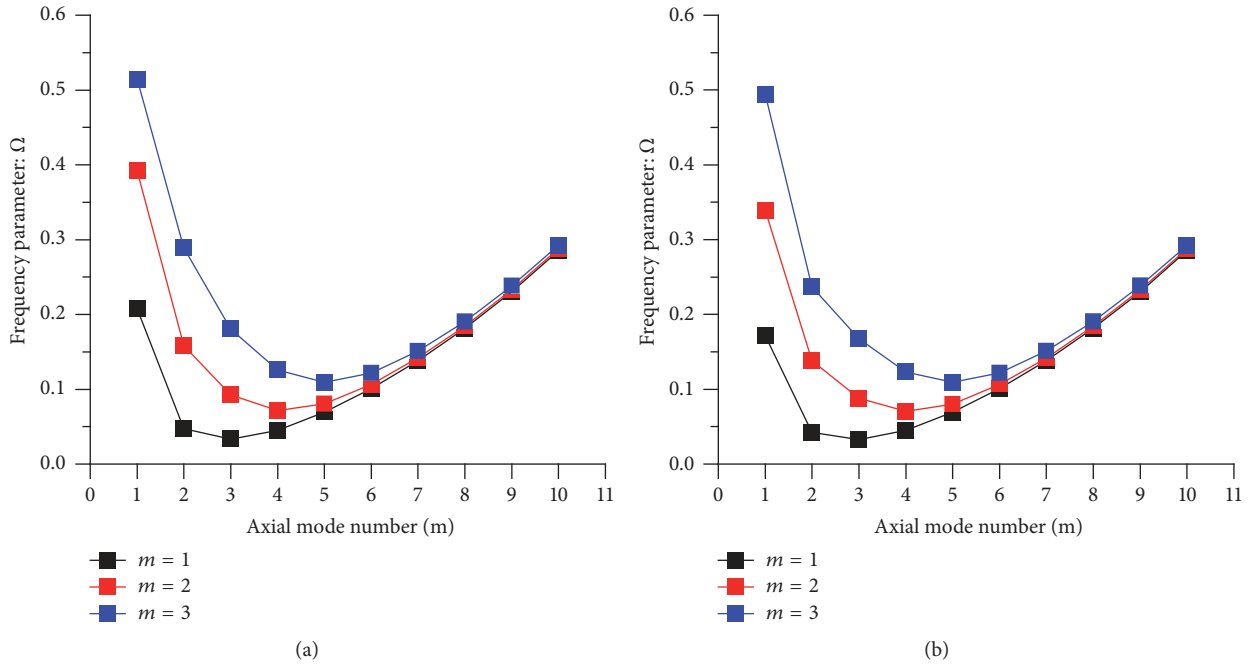 0.6
0.5
0.4
0.3
0.2
0.1
0.0
Frequency parameter: Ω
0 1 2 3 4 5 6 7 8 9 10 11
Axial mode number (m)
m = 1
m = 2
m = 3
(a)
0.6
0.5
0.4
0.3
0.2
0.1
0.0
Frequency parameter: Ω
0 1 2 3 4 5 6 7 8 9 10 11
Axial mode number (m)
m = 1
m = 2
m = 3
(b)